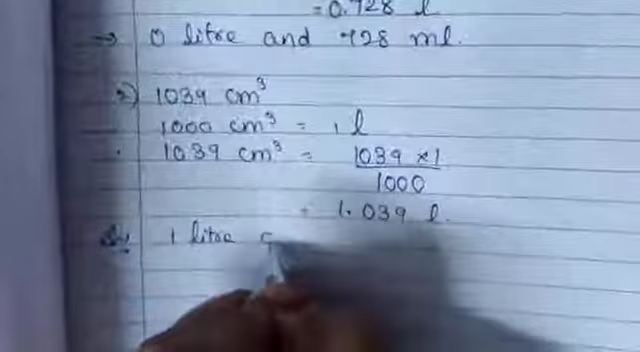 = 0.728 l
→ 0 litre and 728 ml.
2) 1039 cm³
1000 cm³ = 1 l
1039 cm³ = 1039 × 1
1000
= 1.039 l.
1 litre